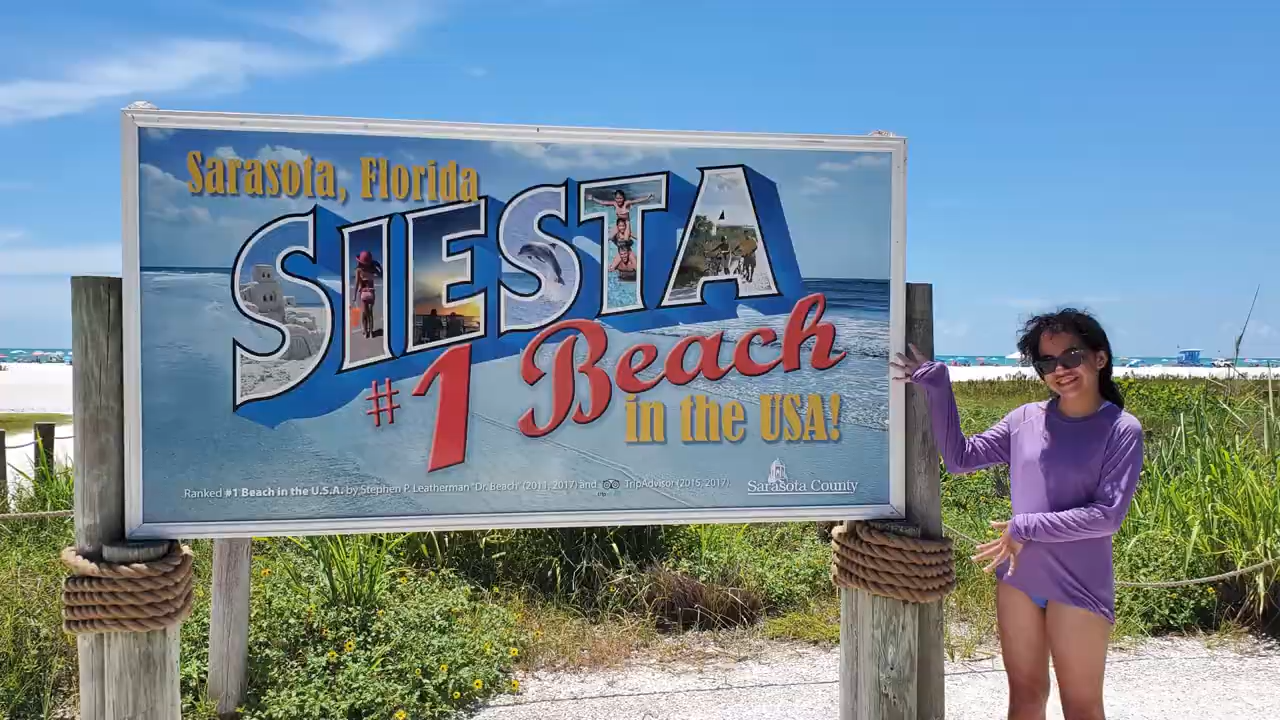 Sarasota, Florida
SIESTA
#1 Beach
in the USA!
Ranked #1 Beach in the U.S.A. by Stephen P. Leatherman "Dr. Beach" (2011, 2017) and TripAdvisor (2015, 2017)
Sarasota County